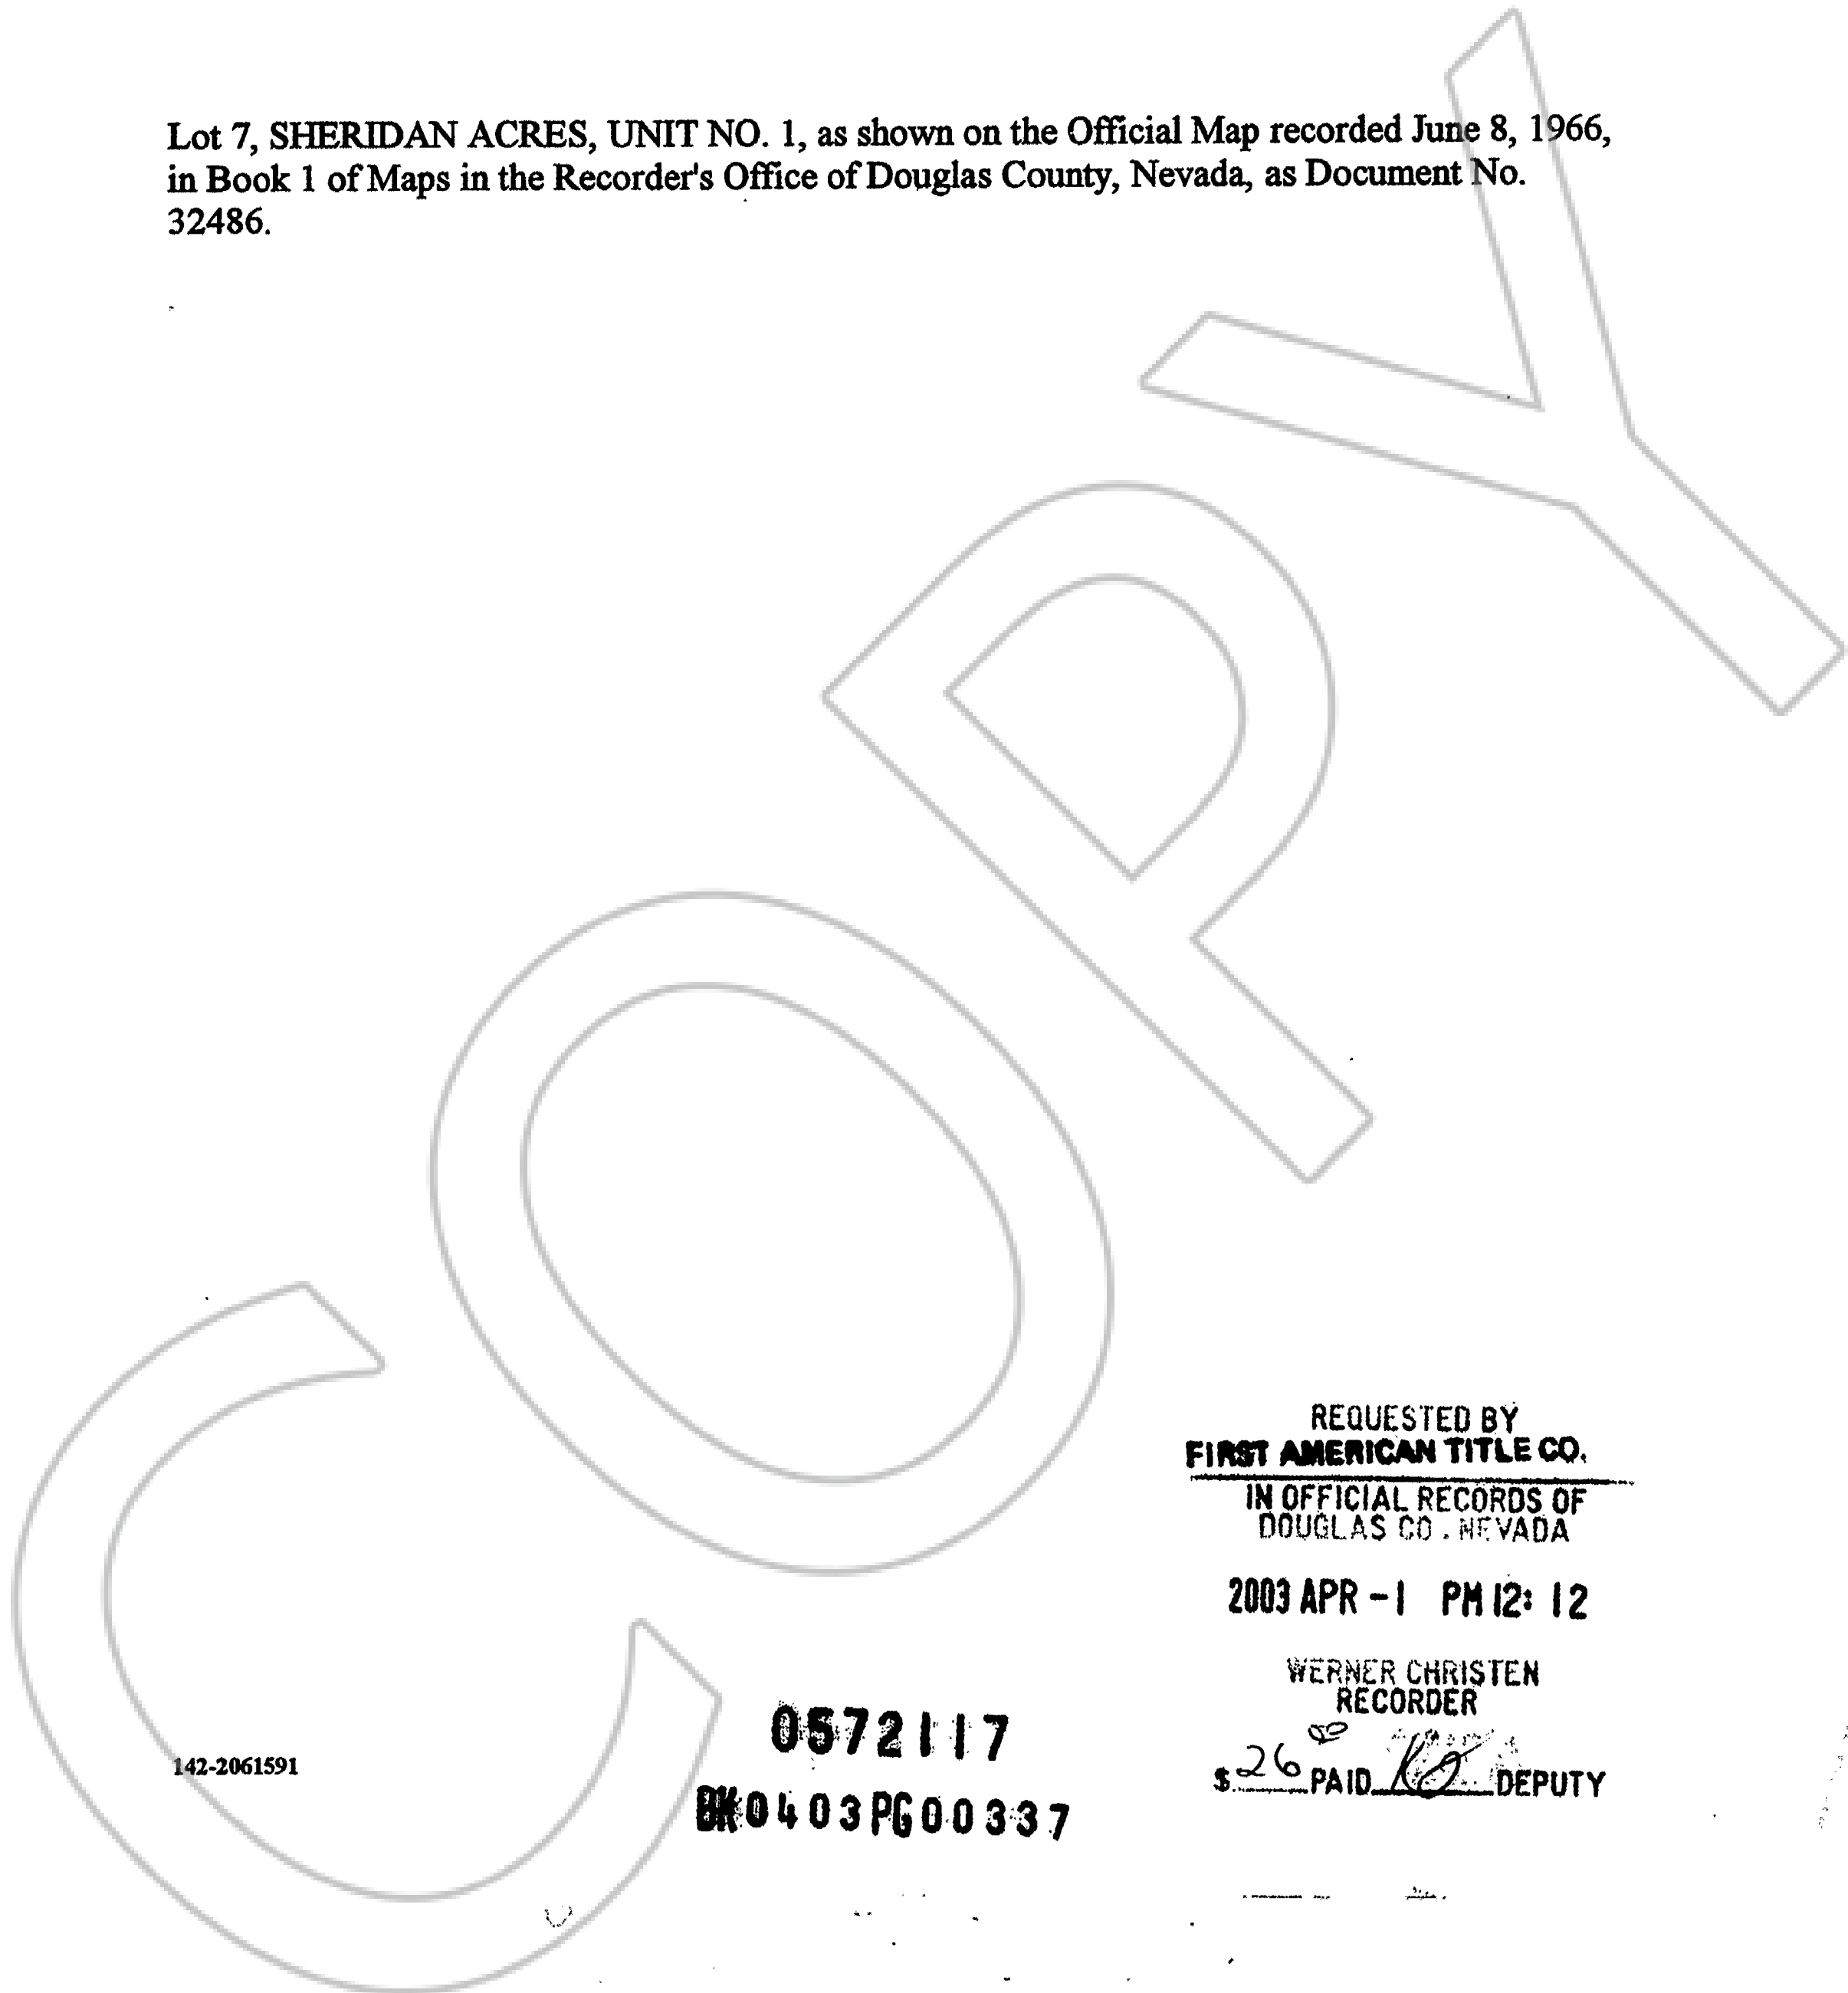 Lot 7, SHERIDAN ACRES, UNIT NO. 1, as shown on the Official Map recorded June 8, 1966,
in Book 1 of Maps in the Recorder's Office of Douglas County, Nevada, as Document No.
32486.
COPY
REQUESTED BY
FIRST AMERICAN TITLE CO.
IN OFFICIAL RECORDS OF
DOUGLAS CO., NEVADA
2003 APR -1 PM 12: 12
WERNER CHRISTEN
RECORDER
$ 26 00 PAID KO DEPUTY
0572117
BK0403PG00337
142-2061591